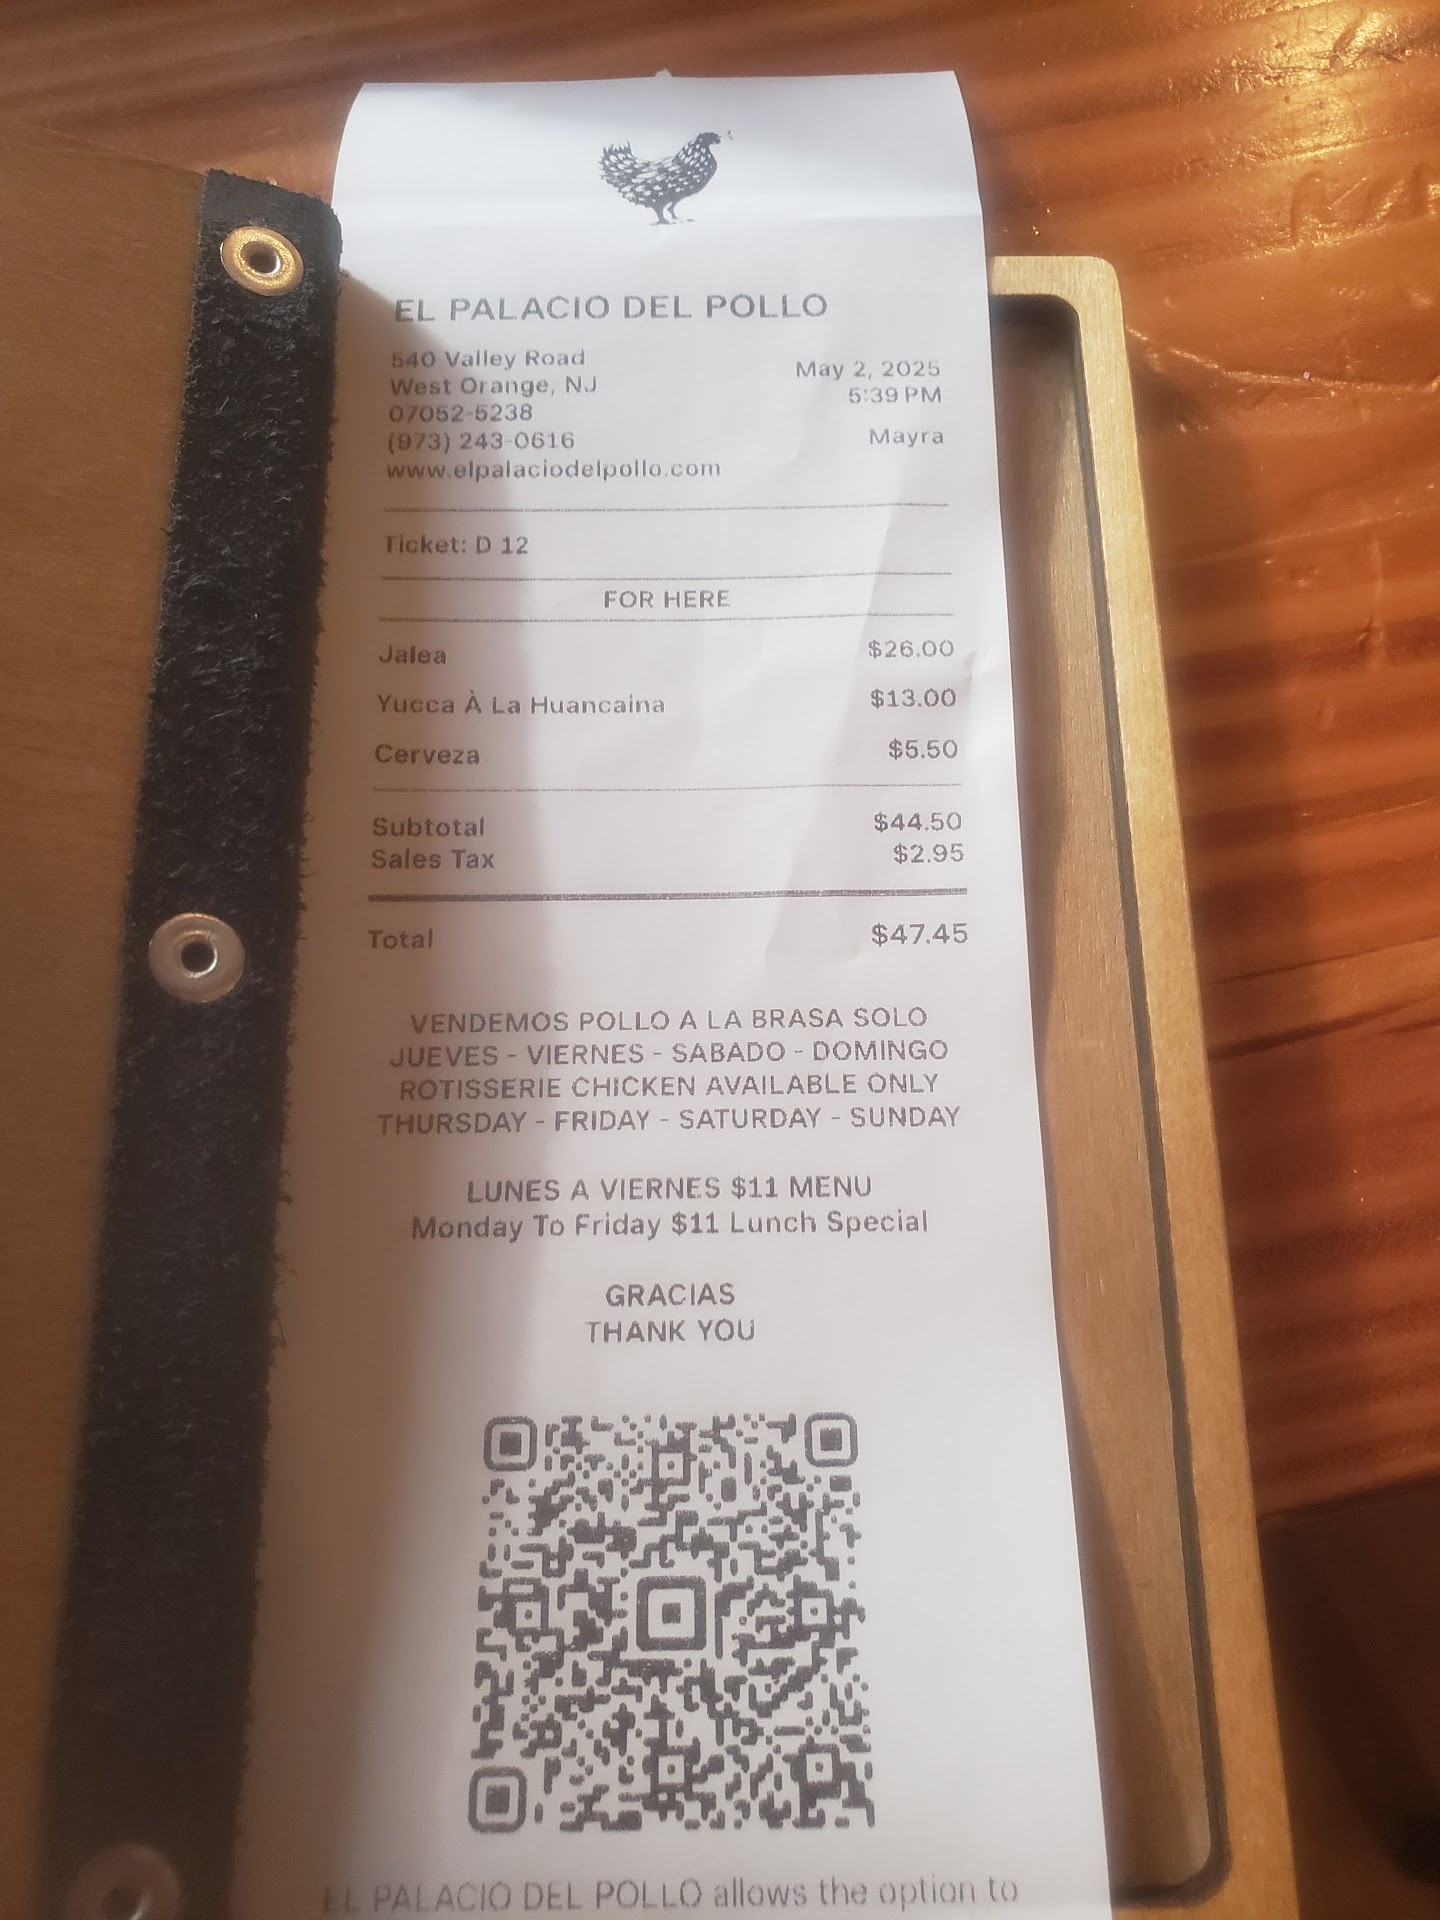 EL PALACIO DEL POLLO
540 Valley Road
West Orange, NJ
07052-5238
(973) 243-0616
www.elpalaciodelpollo.com
May 2, 2025
5:39 PM
Mayra
Ticket: D 12
FOR HERE
Jalea $26.00
Yucca À La Huancaina $13.00
Cerveza $5.50
Subtotal $44.50
Sales Tax $2.95
Total $47.45
VENDEMOS POLLO A LA BRASA SOLO
JUEVES - VIERNES - SABADO - DOMINGO
ROTISSERIE CHICKEN AVAILABLE ONLY
THURSDAY - FRIDAY - SATURDAY - SUNDAY
LUNES A VIERNES $11 MENU
Monday To Friday $11 Lunch Special
GRACIAS
THANK YOU
EL PALACIO DEL POLLO allows the option to